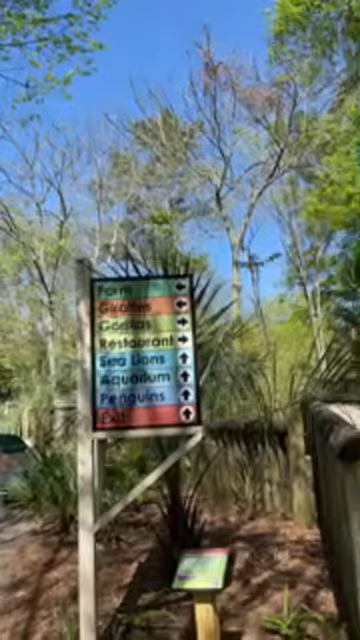 Farm
Giraffes
Gorillas
Restaurant
Sea Lions
Aquarium
Penguins
Exit